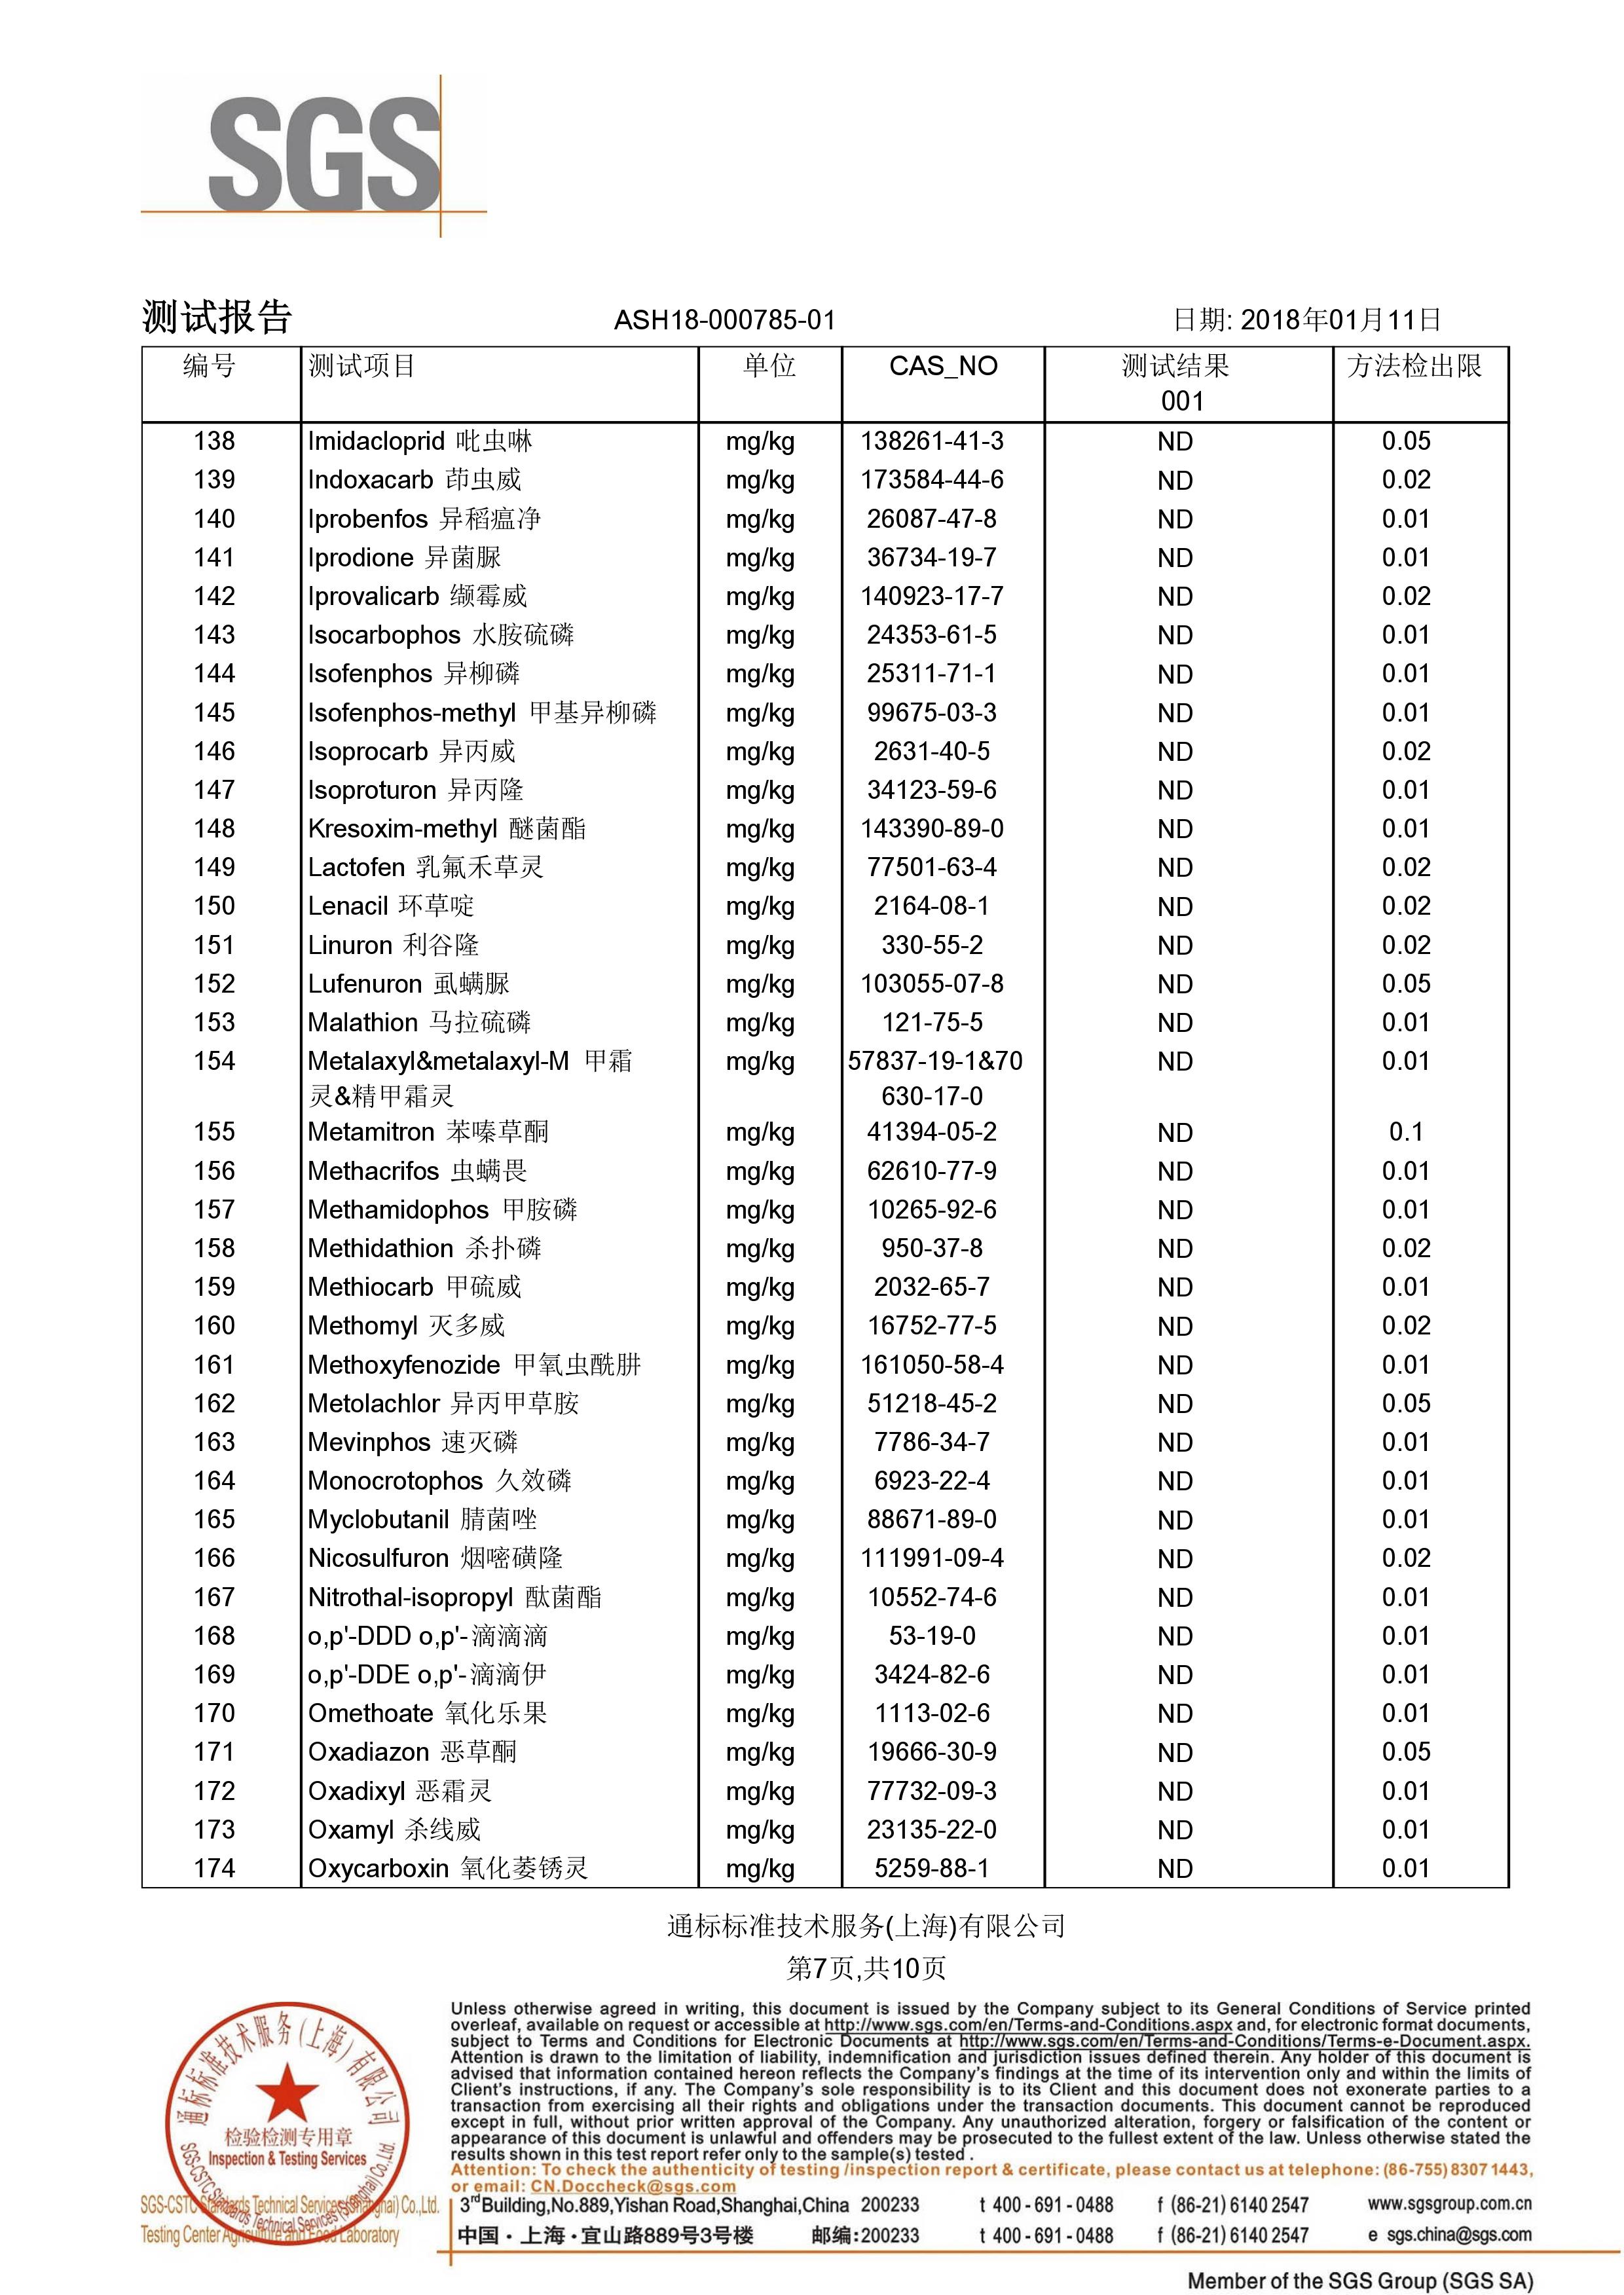 SGS
测试报告 ASH18-000785-01 日期: 2018年01月11日
编号 测试项目 单位 CAS_NO 测试结果 方法检出限
001
138 Imidacloprid 吡虫啉 mg/kg 138261-41-3 ND 0.05
139 Indoxacarb 茚虫威 mg/kg 173584-44-6 ND 0.02
140 Iprobenfos 异稻瘟净 mg/kg 26087-47-8 ND 0.01
141 Iprodione 异菌脲 mg/kg 36734-19-7 ND 0.01
142 Iprovalicarb 缬霉威 mg/kg 140923-17-7 ND 0.02
143 Isocarbophos 水胺硫磷 mg/kg 24353-61-5 ND 0.01
144 Isofenphos 异柳磷 mg/kg 25311-71-1 ND 0.01
145 Isofenphos-methyl 甲基异柳磷 mg/kg 99675-03-3 ND 0.01
146 Isoprocarb 异丙威 mg/kg 2631-40-5 ND 0.02
147 Isoproturon 异丙隆 mg/kg 34123-59-6 ND 0.01
148 Kresoxim-methyl 醚菌酯 mg/kg 143390-89-0 ND 0.01
149 Lactofen 乳氟禾草灵 mg/kg 77501-63-4 ND 0.02
150 Lenacil 环草啶 mg/kg 2164-08-1 ND 0.02
151 Linuron 利谷隆 mg/kg 330-55-2 ND 0.02
152 Lufenuron 虱螨脲 mg/kg 103055-07-8 ND 0.05
153 Malathion 马拉硫磷 mg/kg 121-75-5 ND 0.01
154 Metalaxyl&metalaxyl-M 甲霜 mg/kg 57837-19-1&70 ND 0.01
灵&精甲霜灵 630-17-0
155 Metamitron 苯嗪草酮 mg/kg 41394-05-2 ND 0.1
156 Methacrifos 虫螨畏 mg/kg 62610-77-9 ND 0.01
157 Methamidophos 甲胺磷 mg/kg 10265-92-6 ND 0.01
158 Methidathion 杀扑磷 mg/kg 950-37-8 ND 0.02
159 Methiocarb 甲硫威 mg/kg 2032-65-7 ND 0.01
160 Methomyl 灭多威 mg/kg 16752-77-5 ND 0.02
161 Methoxyfenozide 甲氧虫酰肼 mg/kg 161050-58-4 ND 0.01
162 Metolachlor 异丙甲草胺 mg/kg 51218-45-2 ND 0.05
163 Mevinphos 速灭磷 mg/kg 7786-34-7 ND 0.01
164 Monocrotophos 久效磷 mg/kg 6923-22-4 ND 0.01
165 Myclobutanil 腈菌唑 mg/kg 88671-89-0 ND 0.01
166 Nicosulfuron 烟嘧磺隆 mg/kg 111991-09-4 ND 0.02
167 Nitrothal-isopropyl 酞菌酯 mg/kg 10552-74-6 ND 0.01
168 o,p'-DDD o,p'-滴滴滴 mg/kg 53-19-0 ND 0.01
169 o,p'-DDE o,p'-滴滴伊 mg/kg 3424-82-6 ND 0.01
170 Omethoate 氧化乐果 mg/kg 1113-02-6 ND 0.01
171 Oxadiazon 恶草酮 mg/kg 19666-30-9 ND 0.05
172 Oxadixyl 恶霜灵 mg/kg 77732-09-3 ND 0.01
173 Oxamyl 杀线威 mg/kg 23135-22-0 ND 0.01
174 Oxycarboxin 氧化萎锈灵 mg/kg 5259-88-1 ND 0.01
通标标准技术服务(上海)有限公司
第7页,共10页
通标标准技术服务(上海)有限公司
检验检测专用章
Inspection & Testing Services
SGS-CSTC Standards Technical Services (Shanghai) Co.,Ltd.
Unless otherwise agreed in writing, this document is issued by the Company subject to its General Conditions of Service printed
overleaf, available on request or accessible at http://www.sgs.com/en/Terms-and-Conditions.aspx and, for electronic format documents,
subject to Terms and Conditions for Electronic Documents at http://www.sgs.com/en/Terms-and-Conditions/Terms-e-Document.aspx.
Attention is drawn to the limitation of liability, indemnification and jurisdiction issues defined therein. Any holder of this document is
advised that information contained hereon reflects the Company's findings at the time of its intervention only and within the limits of
Client's instructions, if any. The Company's sole responsibility is to its Client and this document does not exonerate parties to a
transaction from exercising all their rights and obligations under the transaction documents. This document cannot be reproduced
except in full, without prior written approval of the Company. Any unauthorized alteration, forgery or falsification of the content or
appearance of this document is unlawful and offenders may be prosecuted to the fullest extent of the law. Unless otherwise stated the
results shown in this test report refer only to the sample(s) tested .
Attention: To check the authenticity of testing /inspection report & certificate, please contact us at telephone: (86-755) 8307 1443,
or email: CN.Doccheck@sgs.com
SGS-CSTC Standards Technical Services (Shanghai) Co.,Ltd.
Testing Center Agriculture and Food Laboratory
3rd Building,No.889,Yishan Road,Shanghai,China 200233 t 400-691-0488 f (86-21) 6140 2547 www.sgsgroup.com.cn
中国·上海·宜山路889号3号楼 邮编:200233 t 400-691-0488 f (86-21) 6140 2547 e sgs.china@sgs.com
Member of the SGS Group (SGS SA)